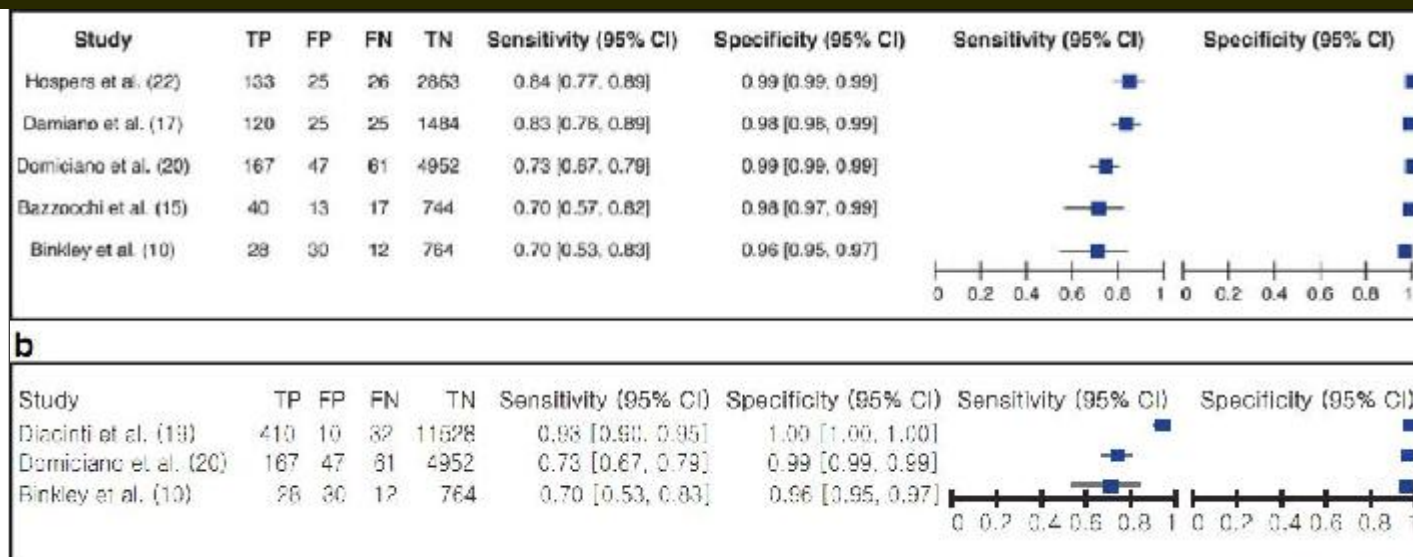 Study TP FP FN TN Sensitivity (95% CI) Specificity (95% CI) Sensitivity (95% CI) Specificity (95% CI)
Hospers et al. (22) 133 25 26 2863 0.84 [0.77, 0.89] 0.99 [0.99, 0.99]
Damiano et al. (17) 120 25 25 1484 0.83 [0.76, 0.89] 0.98 [0.98, 0.99]
Domiciano et al. (20) 167 47 61 4952 0.73 [0.67, 0.79] 0.99 [0.99, 0.99]
Bazzocchi et al. (15) 40 13 17 744 0.70 [0.57, 0.82] 0.98 [0.97, 0.99]
Binkley et al. (10) 28 30 12 764 0.70 [0.53, 0.83] 0.96 [0.95, 0.97]
0 0.2 0.4 0.6 0.8 1 0 0.2 0.4 0.6 0.8 1
b
Study TP FP FN TN Sensitivity (95% CI) Specificity (95% CI) Sensitivity (95% CI) Specificity (95% CI)
Diacinti et al. (19) 410 10 32 11528 0.93 [0.90, 0.95] 1.00 [1.00, 1.00]
Domiciano et al. (20) 167 47 61 4952 0.73 [0.67, 0.79] 0.99 [0.99, 0.99]
Binkley et al. (10) 28 30 12 764 0.70 [0.53, 0.83] 0.96 [0.95, 0.97]
0 0.2 0.4 0.6 0.8 1 0 0.2 0.4 0.6 0.8 1